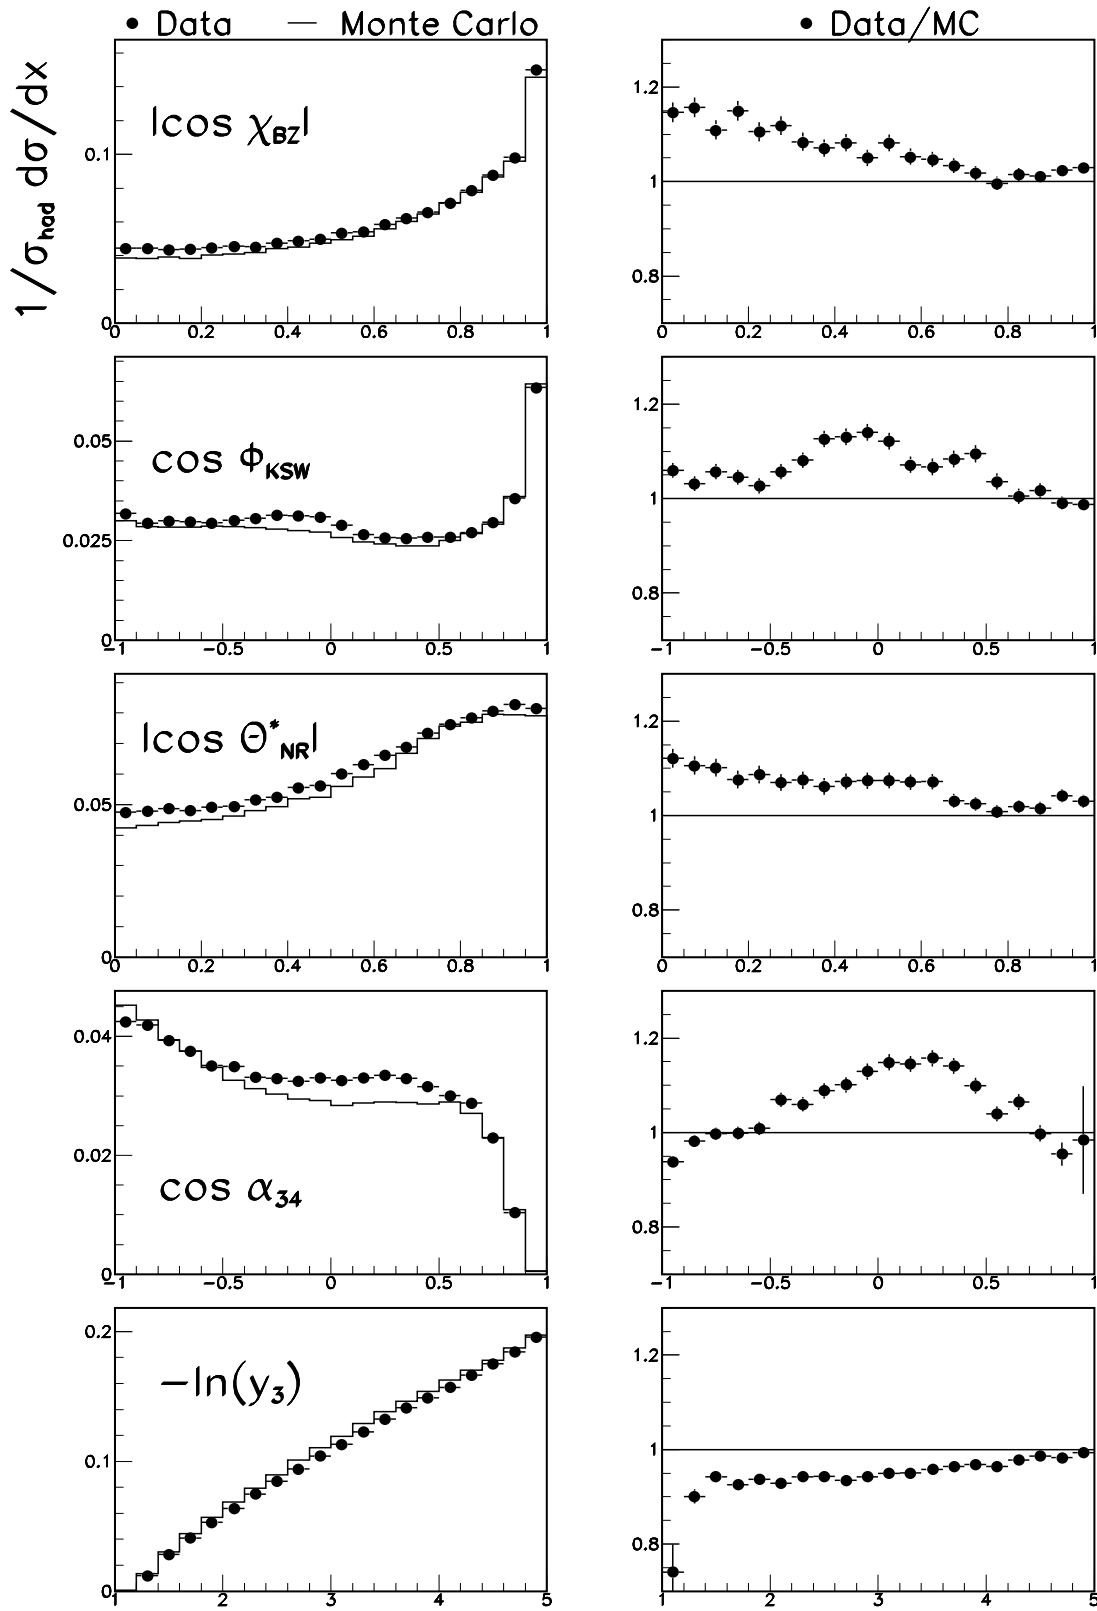 ● Data — Monte Carlo
● Data/MC
1/σhad dσ/dx
|cos χBZ|
0.1
0
0 0.2 0.4 0.6 0.8 1
1.2
1
0.8
0 0.2 0.4 0.6 0.8 1
cos ϕKSW
0.05
0.025
0
−1 −0.5 0 0.5 1
1.2
1
0.8
−1 −0.5 0 0.5 1
|cos Θ*NR|
0.05
0
0 0.2 0.4 0.6 0.8 1
1.2
1
0.8
0 0.2 0.4 0.6 0.8 1
cos α34
0.04
0.02
0
−1 −0.5 0 0.5 1
1.2
1
0.8
−1 −0.5 0 0.5 1
−ln(y3)
0.2
0.1
0
1 2 3 4 5
1.2
1
0.8
1 2 3 4 5